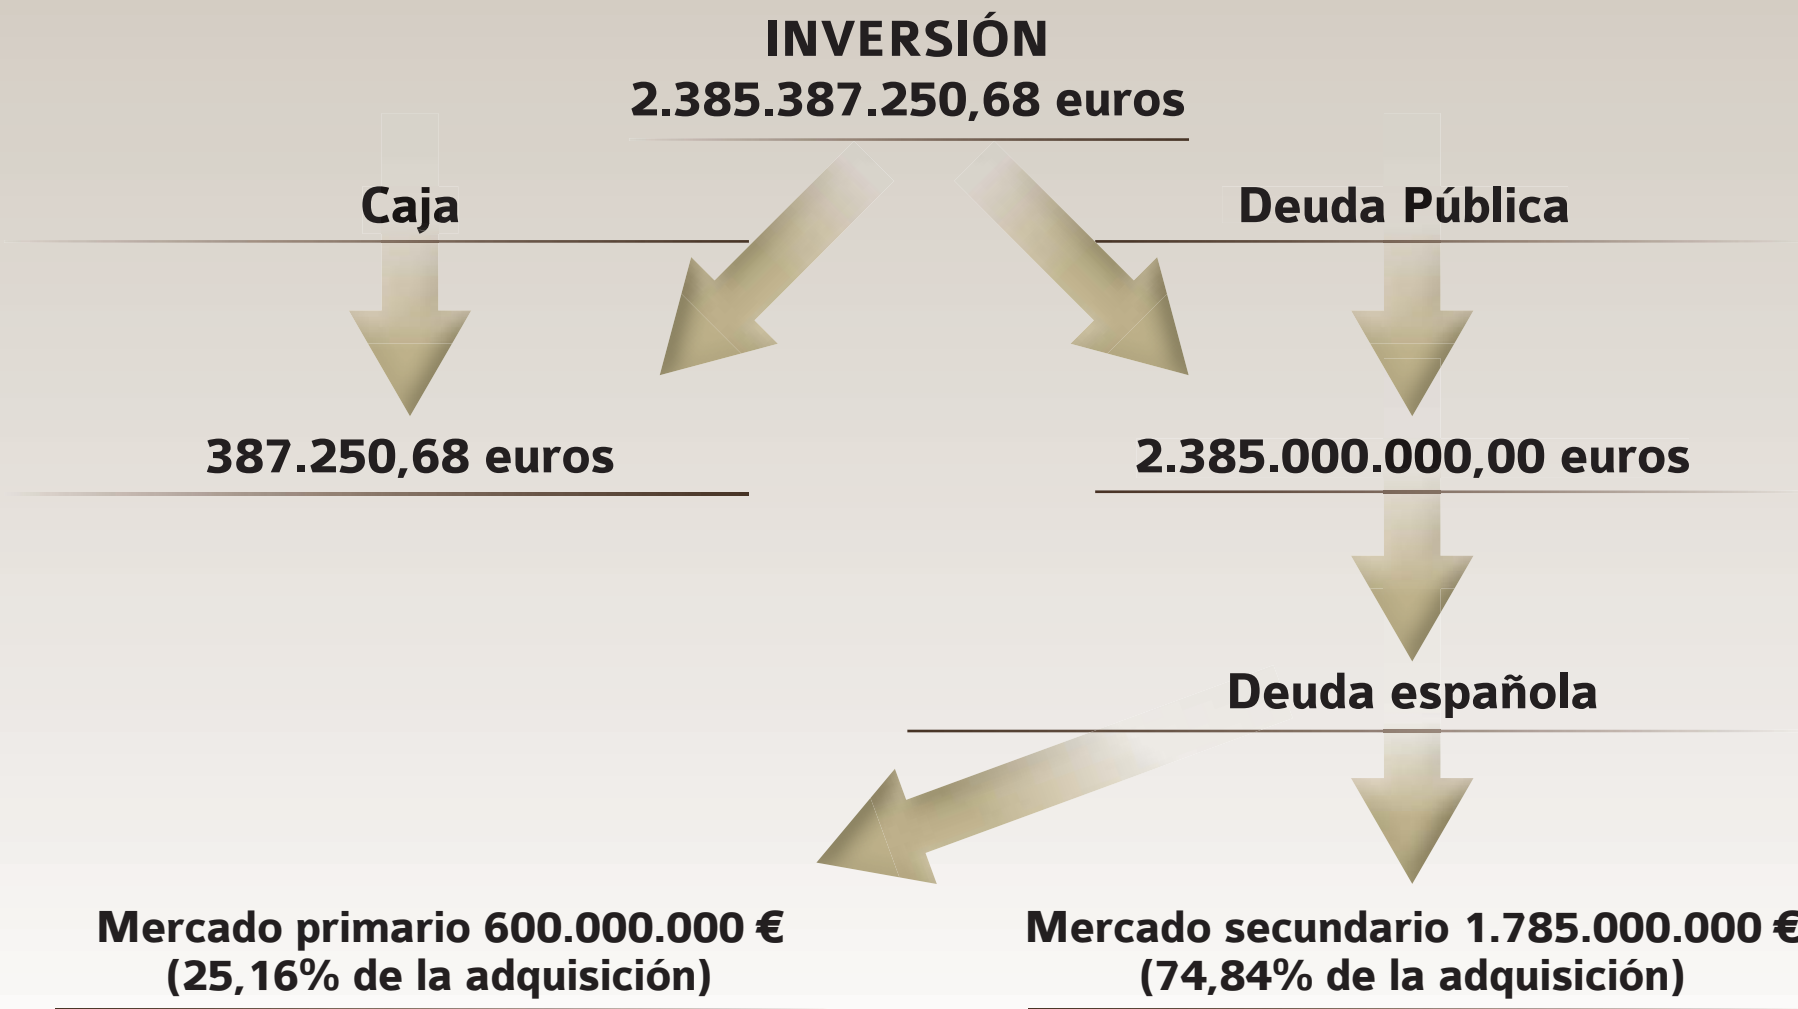 INVERSIÓN
2.385.387.250,68 euros
Caja
Deuda Pública
387.250,68 euros
2.385.000.000,00 euros
Deuda española
Mercado primario 600.000.000 €
(25,16% de la adquisición)
Mercado secundario 1.785.000.000 €
(74,84% de la adquisición)